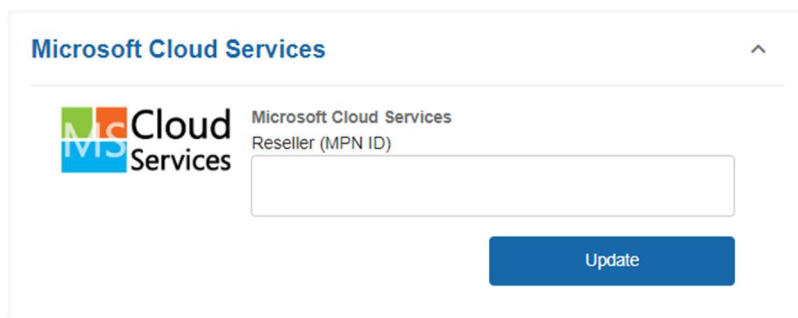 Microsoft Cloud Services
MS Cloud
Services
Microsoft Cloud Services
Reseller (MPN ID)
Update